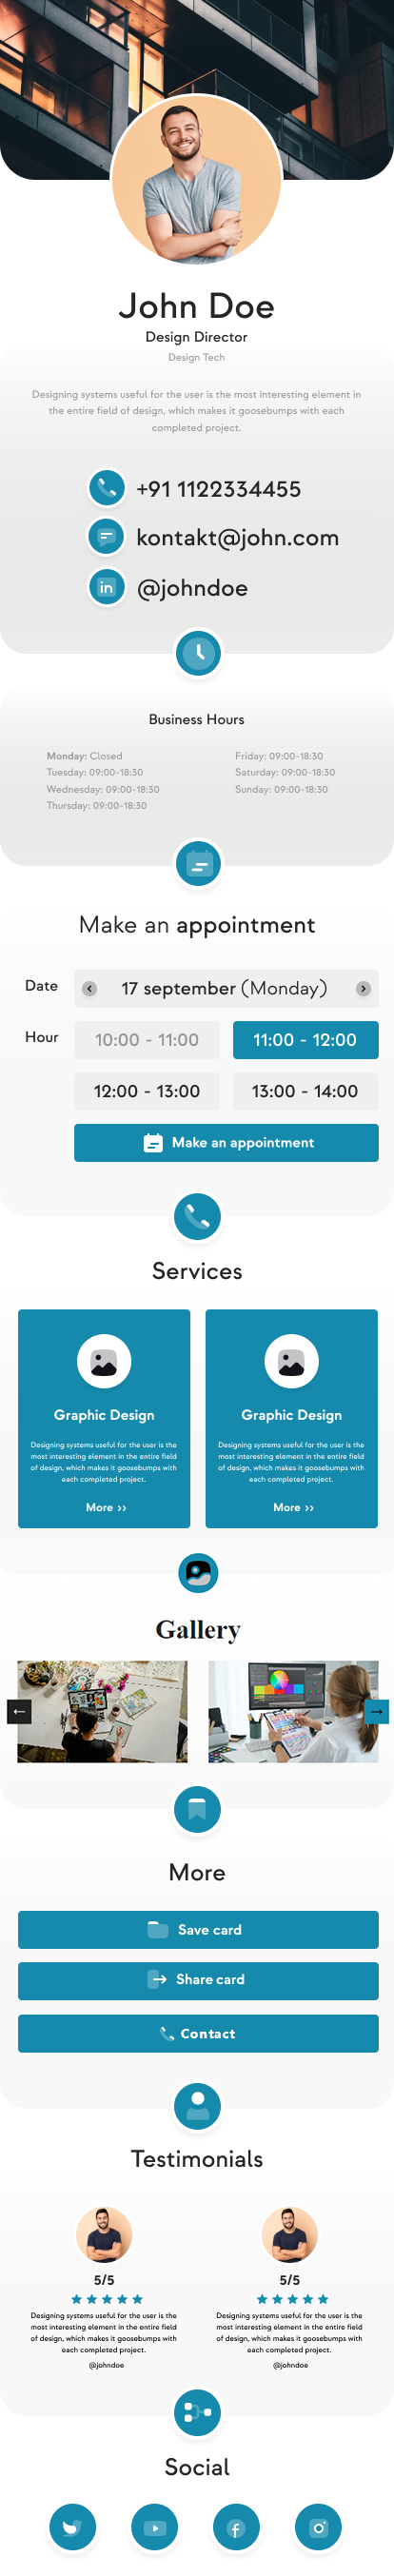 John Doe
Design Director
Design Tech
Designing systems useful for the user is the most interesting element in
the entire field of design, which makes it goosebumps with each
completed project.
+91 1122334455
kontakt@john.com
in @johndoe
Business Hours
Monday: Closed
Tuesday: 09:00-18:30
Wednesday: 09:00-18:30
Thursday: 09:00-18:30
Friday: 09:00-18:30
Saturday: 09:00-18:30
Sunday: 09:00-18:30
Make an appointment
Date
17 september (Monday)
Hour
10:00 - 11:00
11:00 - 12:00
12:00 - 13:00
13:00 - 14:00
Make an appointment
Services
Graphic Design
Designing systems useful for the user is the
most interesting element in the entire field
of design, which makes it goosebumps with
each completed project.
More >>
Graphic Design
Designing systems useful for the user is the
most interesting element in the entire field
of design, which makes it goosebumps with
each completed project.
More >>
Gallery
More
Save card
Share card
Contact
Testimonials
5/5
Designing systems useful for the user is the
most interesting element in the entire field
of design, which makes it goosebumps with
each completed project.
@johndoe
5/5
Designing systems useful for the user is the
most interesting element in the entire field
of design, which makes it goosebumps with
each completed project.
@johndoe
Social